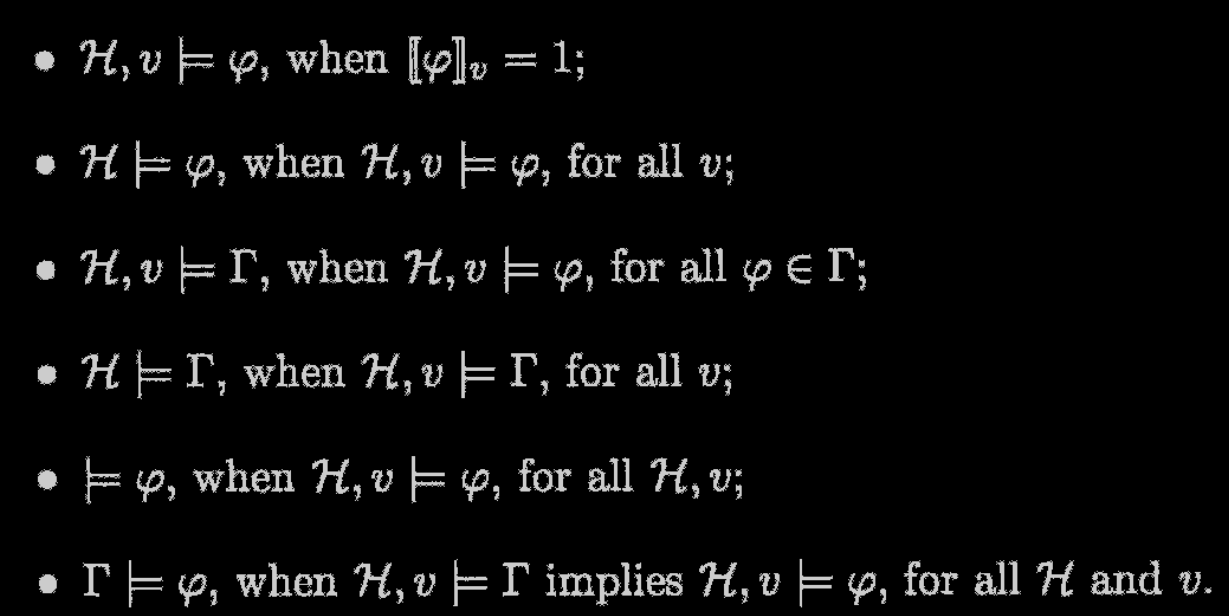 • ℋ, v ⊨ φ, when ⟦φ⟧ᵥ = 1;
• ℋ ⊨ φ, when ℋ, v ⊨ φ, for all v;
• ℋ, v ⊨ Γ, when ℋ, v ⊨ φ, for all φ ∈ Γ;
• ℋ ⊨ Γ, when ℋ, v ⊨ Γ, for all v;
• ⊨ φ, when ℋ, v ⊨ φ, for all ℋ, v;
• Γ ⊨ φ, when ℋ, v ⊨ Γ implies ℋ, v ⊨ φ, for all ℋ and v.